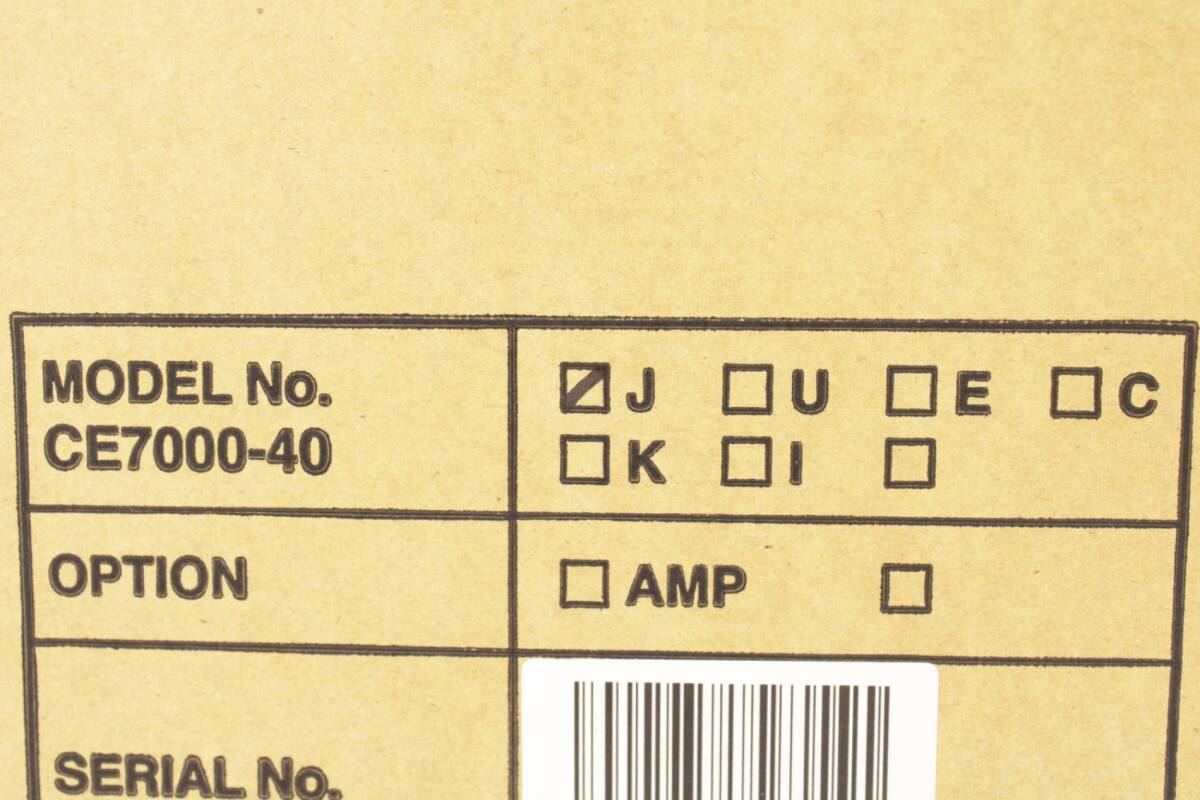 MODEL No.
CE7000-40
☑ J ☐ U ☐ E ☐ C
☐ K ☐ I ☐
OPTION
☐ AMP ☐
SERIAL No.